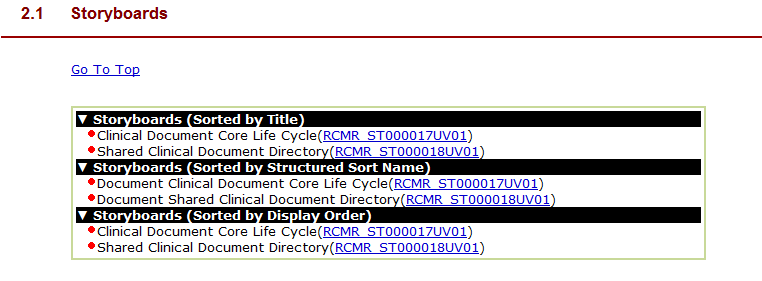 2.1 Storyboards
Go To Top
▼ Storyboards (Sorted by Title)
Clinical Document Core Life Cycle(RCMR_ST000017UV01)
Shared Clinical Document Directory(RCMR_ST000018UV01)
▼ Storyboards (Sorted by Structured Sort Name)
Document Clinical Document Core Life Cycle(RCMR_ST000017UV01)
Document Shared Clinical Document Directory(RCMR_ST000018UV01)
▼ Storyboards (Sorted by Display Order)
Clinical Document Core Life Cycle(RCMR_ST000017UV01)
Shared Clinical Document Directory(RCMR_ST000018UV01)